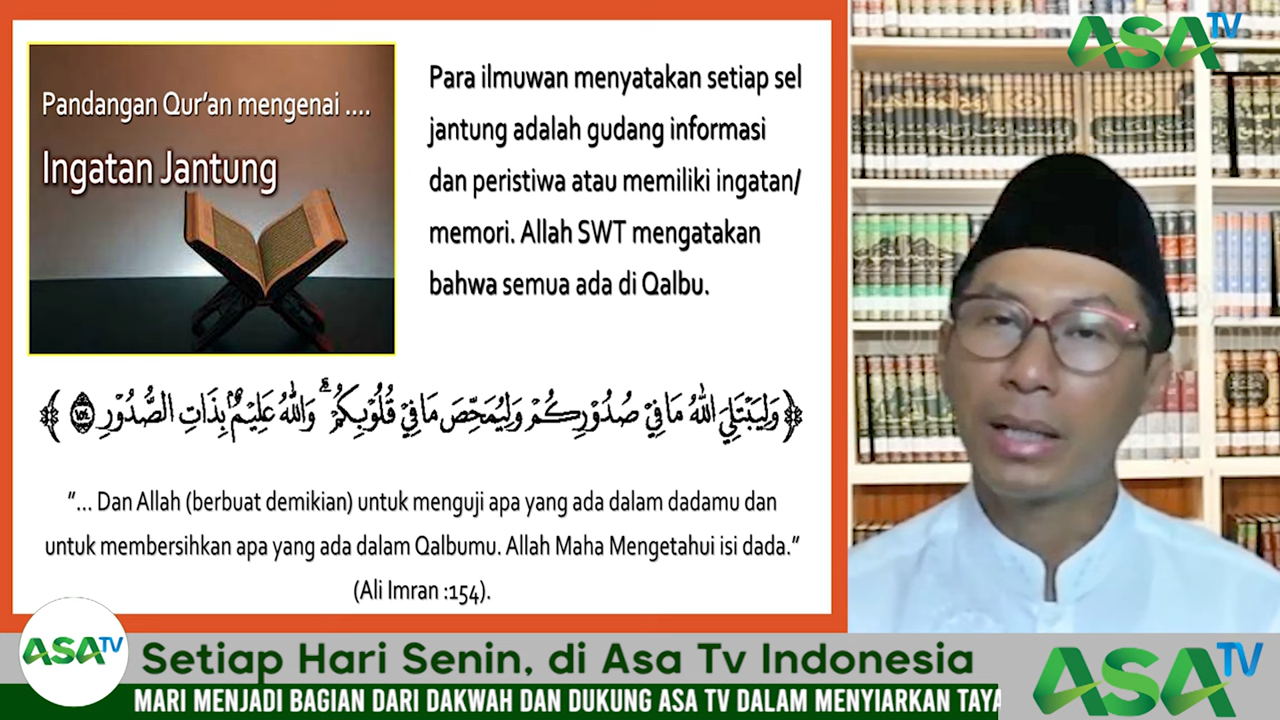 Pandangan Qur'an mengenai ....
Ingatan Jantung
Para ilmuwan menyatakan setiap sel
jantung adalah gudang informasi
dan peristiwa atau memiliki ingatan/
memori. Allah SWT mengatakan
bahwa semua ada di Qalbu.
﴿وَلِيَبْتَلِيَ اللّٰهُ مَا فِيْ صُدُوْرِكُمْ وَلِيُمَحِّصَ مَا فِيْ قُلُوْبِكُمْ ۗ وَاللّٰهُ عَلِيْمٌ ۢبِذَاتِ الصُّدُوْرِ ١٥٤﴾
"... Dan Allah (berbuat demikian) untuk menguji apa yang ada dalam dadamu dan
untuk membersihkan apa yang ada dalam Qalbumu. Allah Maha Mengetahui isi dada."
(Ali Imran :154).
ASA TV
ASA TV
Setiap Hari Senin, di Asa Tv Indonesia
MARI MENJADI BAGIAN DARI DAKWAH DAN DUKUNG ASA TV DALAM MENYIARKAN TAYA
ASA TV